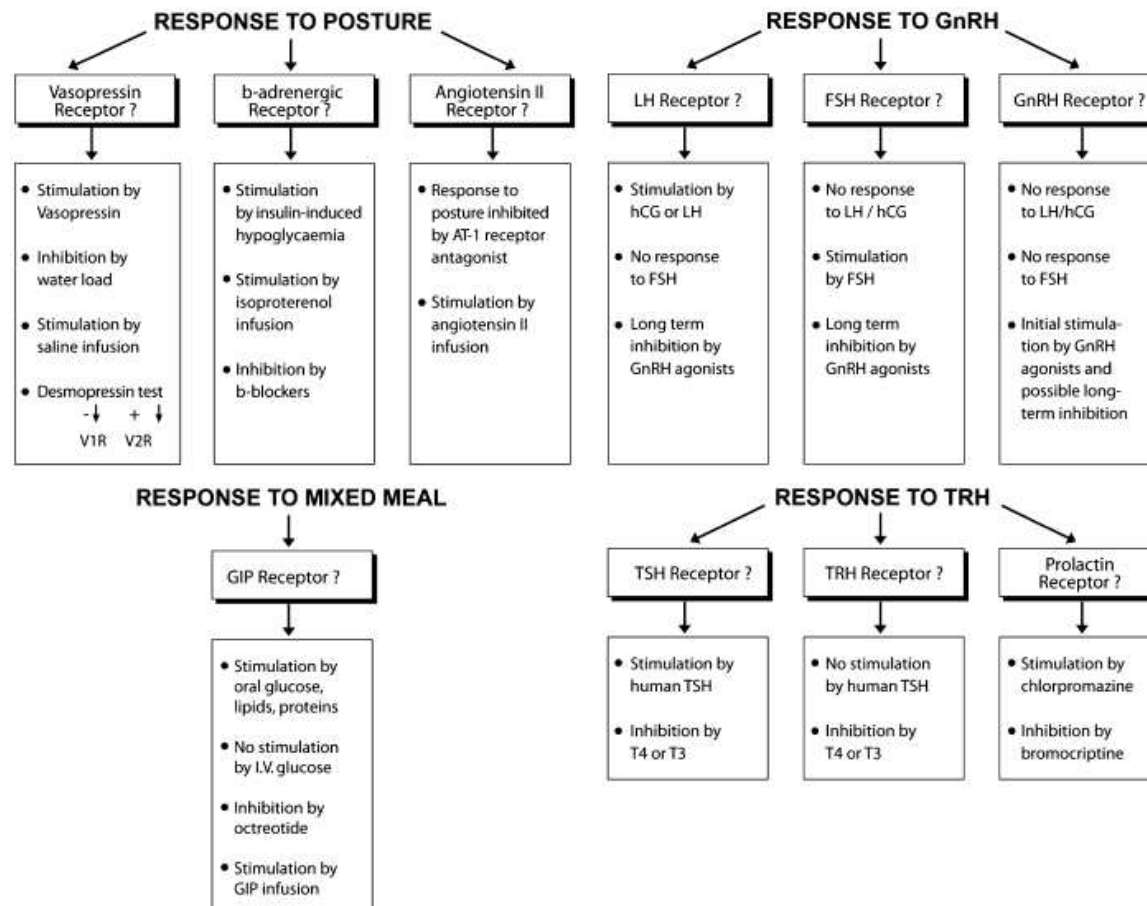 RESPONSE TO POSTURE
Vasopressin
Receptor ?
• Stimulation by
Vasopressin
• Inhibition by
water load
• Stimulation by
saline infusion
• Desmopressin test
-↓ + ↓
V1R V2R
b-adrenergic
Receptor ?
• Stimulation
by insulin-induced
hypoglycaemia
• Stimulation by
isoproterenol
infusion
• Inhibition by
b-blockers
Angiotensin II
Receptor ?
• Response to
posture inhibited
by AT-1 receptor
antagonist
• Stimulation by
angiotensin II
infusion
RESPONSE TO GnRH
LH Receptor ?
• Stimulation by
hCG or LH
• No response
to FSH
• Long term
inhibition by
GnRH agonists
FSH Receptor ?
• No response
to LH / hCG
• Stimulation
by FSH
• Long term
inhibition by
GnRH agonists
GnRH Receptor ?
• No response
to LH/hCG
• No response
to FSH
• Initial stimula-
tion by GnRH
agonists and
possible long-
term inhibition
RESPONSE TO MIXED MEAL
GIP Receptor ?
• Stimulation by
oral glucose,
lipids, proteins
• No stimulation
by I.V. glucose
• Inhibition by
octreotide
• Stimulation by
GIP infusion
RESPONSE TO TRH
TSH Receptor ?
• Stimulation by
human TSH
• Inhibition by
T4 or T3
TRH Receptor ?
• No stimulation
by human TSH
• Inhibition by
T4 or T3
Prolactin
Receptor ?
• Stimulation by
chlorpromazine
• Inhibition by
bromocriptine